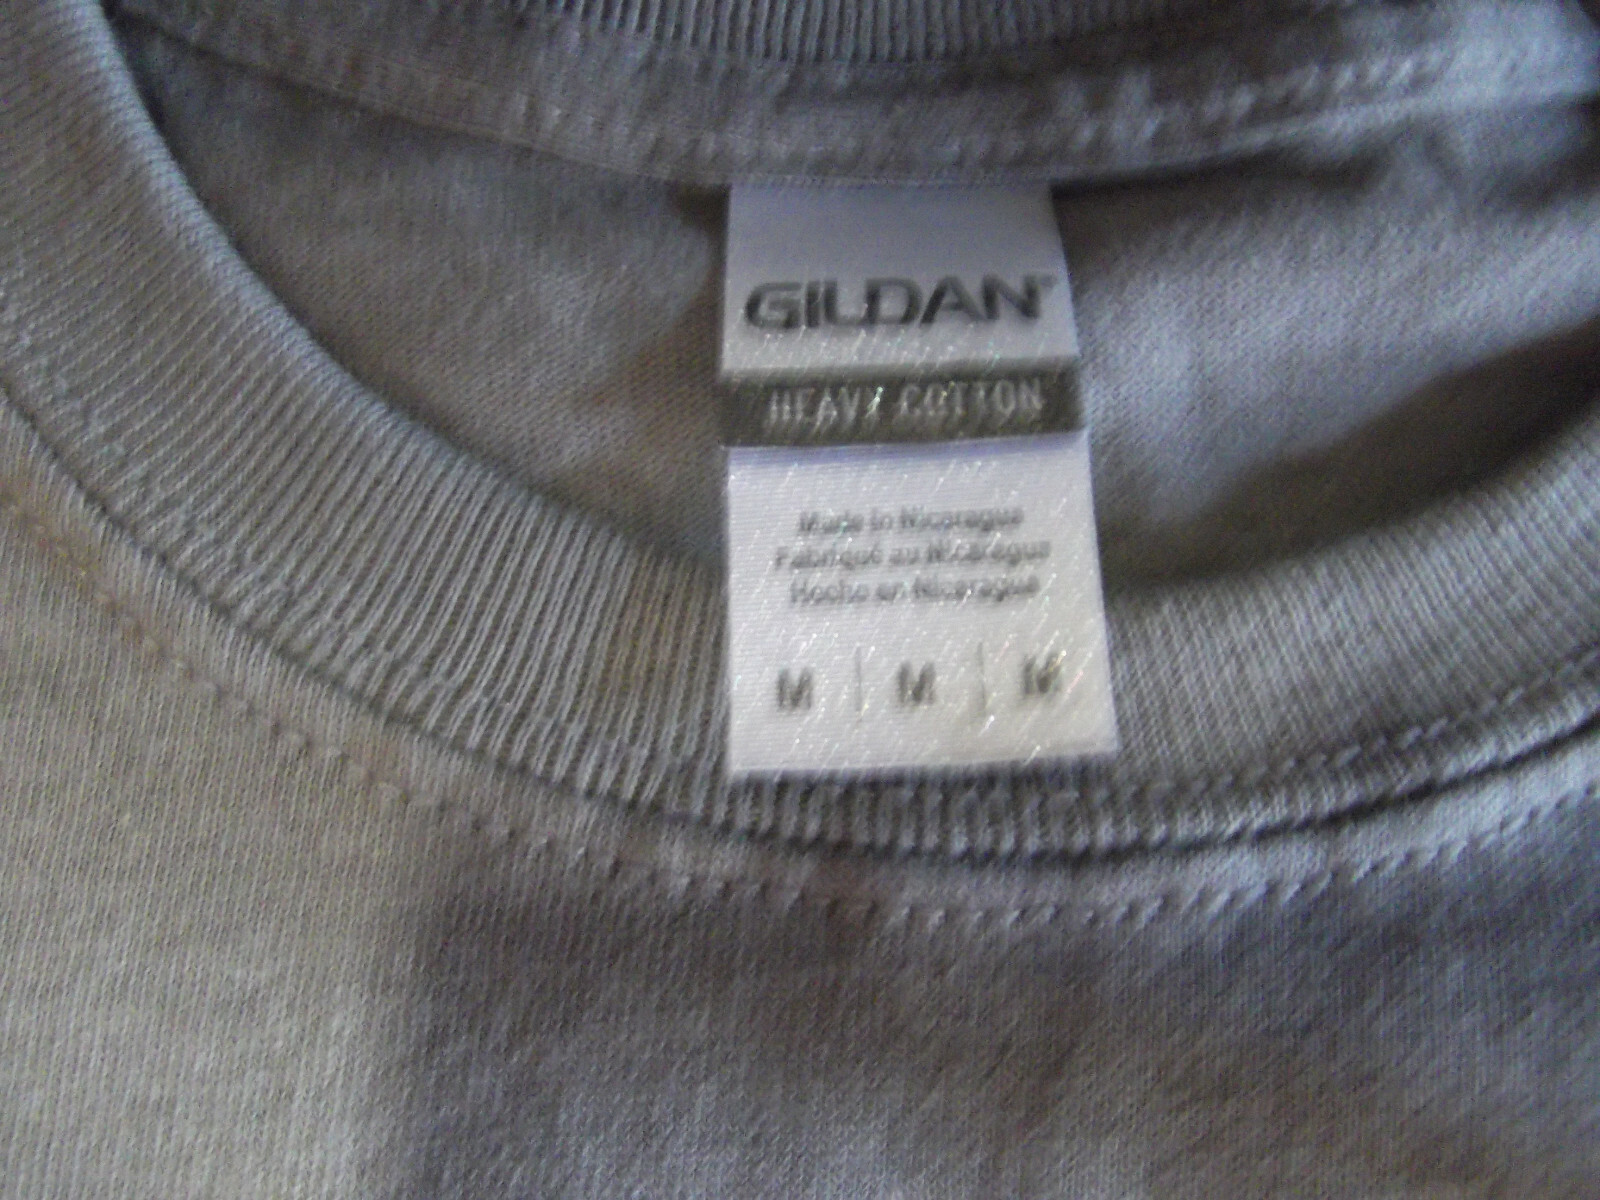 GILDAN®
HEAVY COTTON
Made in Nicaragua
Fabriqué au Nicaragua
Hecho en Nicaragua
M | M | M